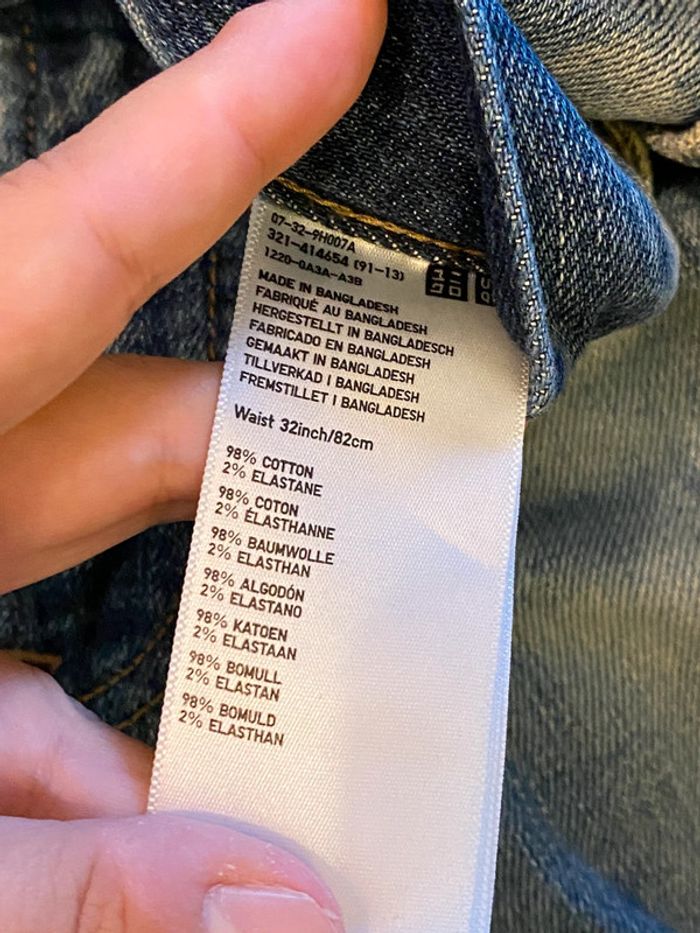 07-32-9H007A
321-414654 (91-13)
1220-0A3A-A3B
MADE IN BANGLADESH
FABRIQUÉ AU BANGLADESH
HERGESTELLT IN BANGLADESCH
FABRICADO EN BANGLADESH
GEMAAKT IN BANGLADESH
TILLVERKAD I BANGLADESH
FREMSTILLET I BANGLADESH
Waist 32inch/82cm
98% COTTON
2% ELASTANE
98% COTON
2% ÉLASTHANNE
98% BAUMWOLLE
2% ELASTHAN
98% ALGODÓN
2% ELASTANO
98% KATOEN
2% ELASTAAN
98% BOMULL
2% ELASTAN
98% BOMULD
2% ELASTHAN